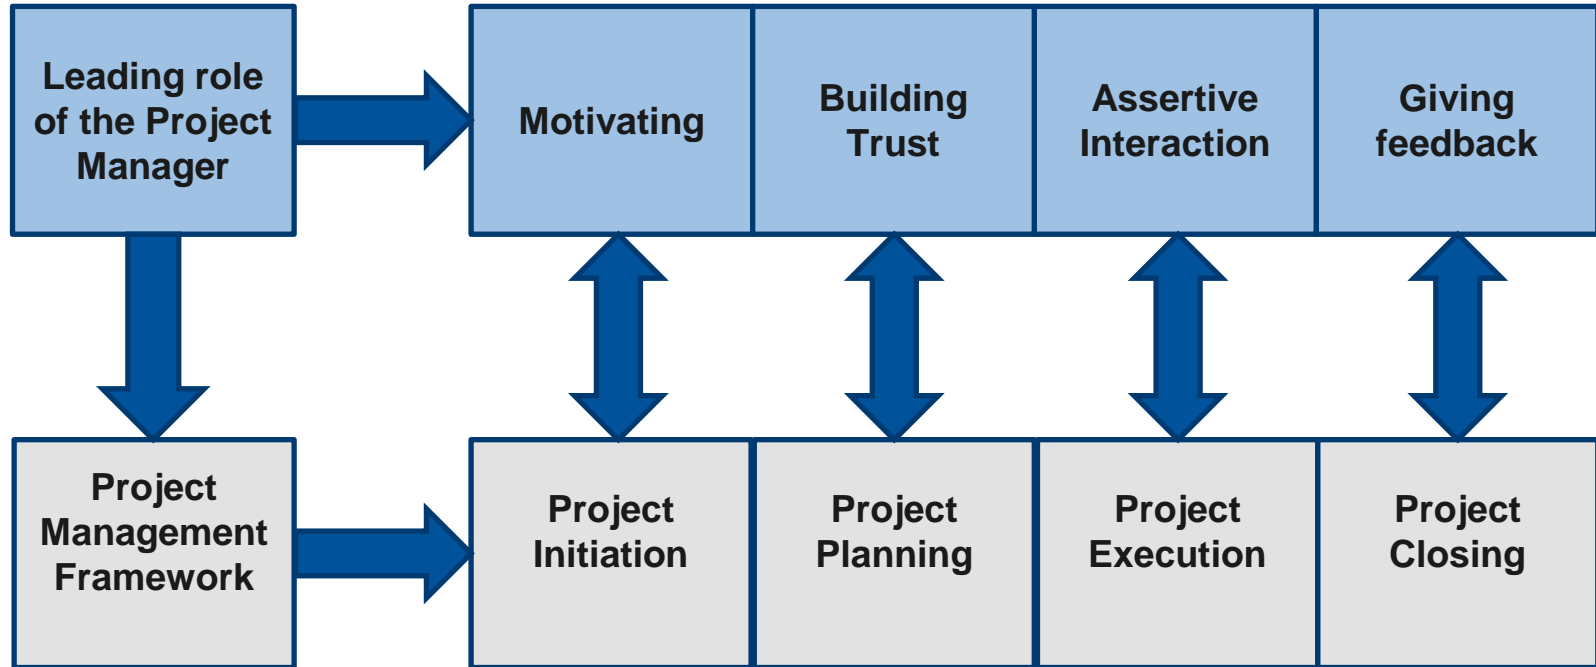 Leading role
of the Project
Manager
Motivating
Building
Trust
Assertive
Interaction
Giving
feedback
Project
Management
Framework
Project
Initiation
Project
Planning
Project
Execution
Project
Closing